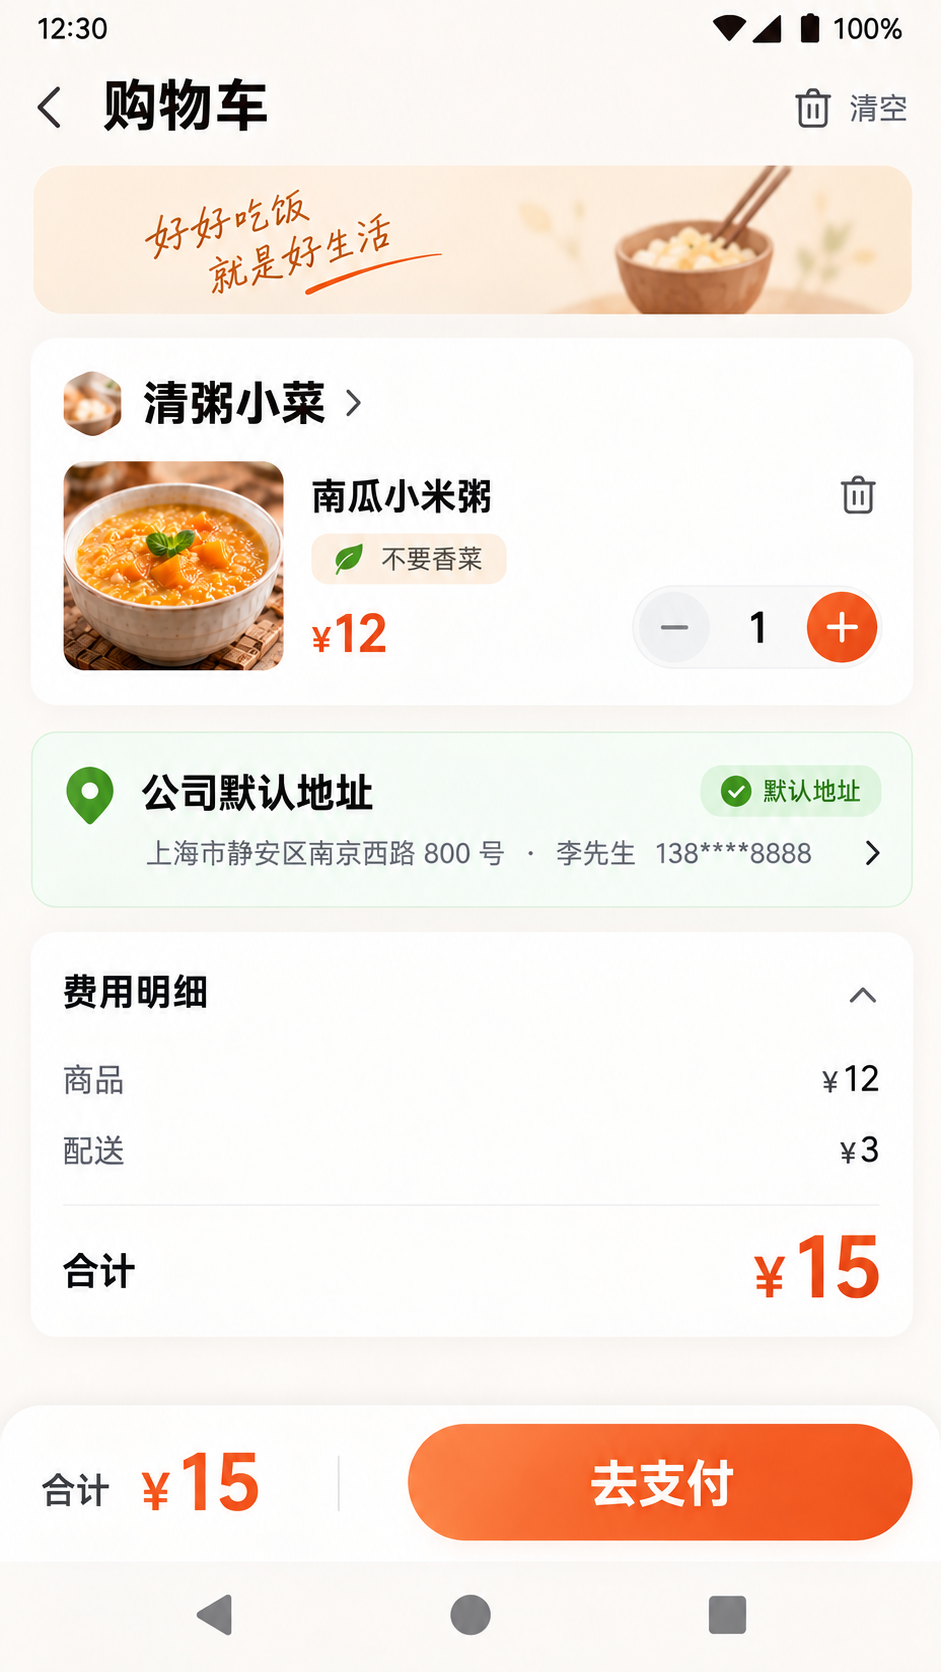 12:30 100%
购物车 清空
好好吃饭
就是好生活
清粥小菜
南瓜小米粥
不要香菜
¥12 1
公司默认地址 默认地址
上海市静安区南京西路 800 号 · 李先生 138****8888
费用明细
商品 ¥12
配送 ¥3
合计 ¥15
合计 ¥15 去支付